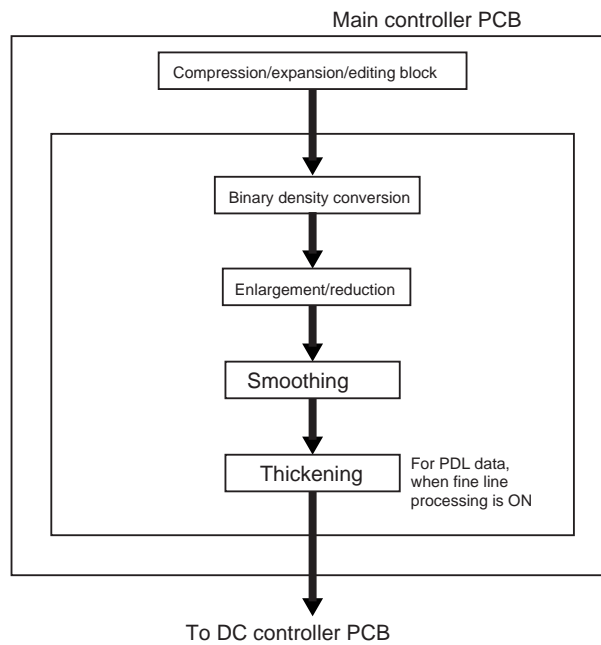 Main controller PCB
Compression/expansion/editing block
Binary density conversion
Enlargement/reduction
Smoothing
Thickening
For PDL data,
when fine line
processing is ON
To DC controller PCB